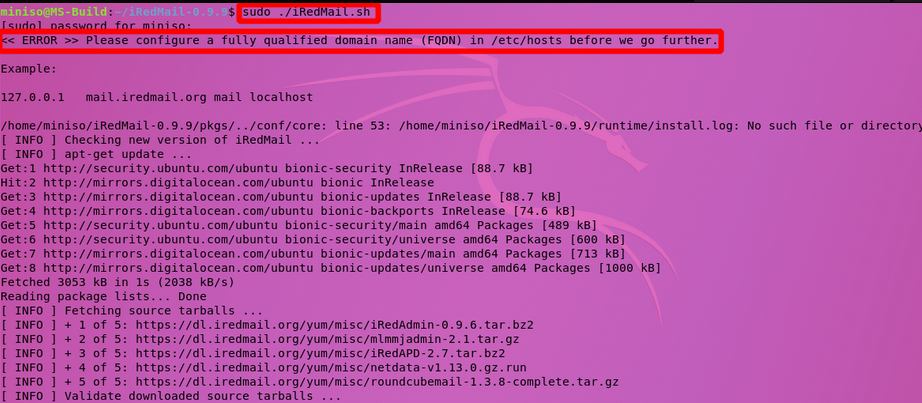 miniso@MS-Build:~/iRedMail-0.9.9$ sudo ./iRedMail.sh
[sudo] password for miniso:
<< ERROR >> Please configure a fully qualified domain name (FQDN) in /etc/hosts before we go further.
Example:
127.0.0.1   mail.iredmail.org mail localhost
/home/miniso/iRedMail-0.9.9/pkgs/../conf/core: line 53: /home/miniso/iRedMail-0.9.9/runtime/install.log: No such file or directory
[ INFO ] Checking new version of iRedMail ...
[ INFO ] apt-get update ...
Get:1 http://security.ubuntu.com/ubuntu bionic-security InRelease [88.7 kB]
Hit:2 http://mirrors.digitalocean.com/ubuntu bionic InRelease
Get:3 http://mirrors.digitalocean.com/ubuntu bionic-updates InRelease [88.7 kB]
Get:4 http://mirrors.digitalocean.com/ubuntu bionic-backports InRelease [74.6 kB]
Get:5 http://security.ubuntu.com/ubuntu bionic-security/main amd64 Packages [489 kB]
Get:6 http://security.ubuntu.com/ubuntu bionic-security/universe amd64 Packages [600 kB]
Get:7 http://mirrors.digitalocean.com/ubuntu bionic-updates/main amd64 Packages [713 kB]
Get:8 http://mirrors.digitalocean.com/ubuntu bionic-updates/universe amd64 Packages [1000 kB]
Fetched 3053 kB in 1s (2038 kB/s)
Reading package lists... Done
[ INFO ] Fetching source tarballs ...
[ INFO ] + 1 of 5: https://dl.iredmail.org/yum/misc/iRedAdmin-0.9.6.tar.bz2
[ INFO ] + 2 of 5: https://dl.iredmail.org/yum/misc/mlmmjadmin-2.1.tar.gz
[ INFO ] + 3 of 5: https://dl.iredmail.org/yum/misc/iRedAPD-2.7.tar.bz2
[ INFO ] + 4 of 5: https://dl.iredmail.org/yum/misc/netdata-v1.13.0.gz.run
[ INFO ] + 5 of 5: https://dl.iredmail.org/yum/misc/roundcubemail-1.3.8-complete.tar.gz
[ INFO ] Validate downloaded source tarballs ...